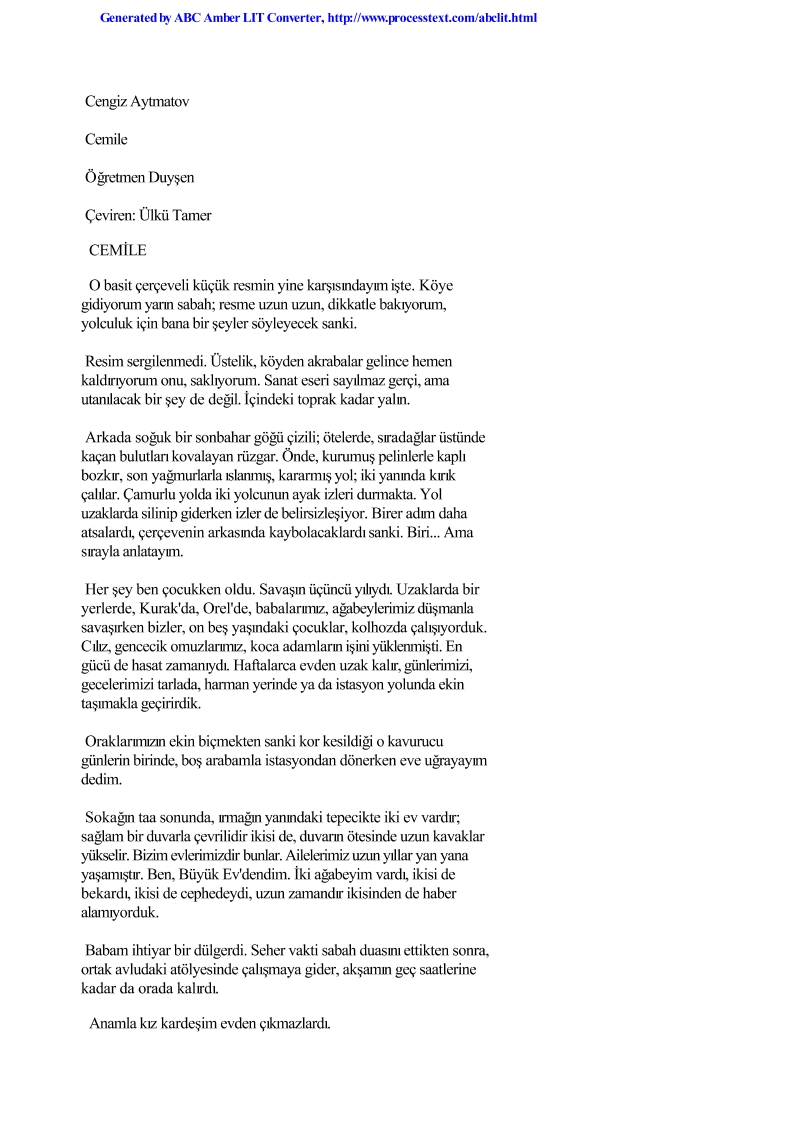 Generated by ABC Amber LIT Converter, http://www.processtext.com/abclit.html
Cengiz Aytmatov
Cemile
Öğretmen Duyşen
Çeviren: Ülkü Tamer
CEMİLE
O basit çerçeveli küçük resmin yine karşısındayım işte. Köye
gidiyorum yarın sabah; resme uzun uzun, dikkatle bakıyorum,
yolculuk için bana bir şeyler söyleyecek sanki.
Resim sergilenmedi. Üstelik, köyden akrabalar gelince hemen
kaldırıyorum onu, saklıyorum. Sanat eseri sayılmaz gerçi, ama
utanılacak bir şey de değil. İçindeki toprak kadar yalın.
Arkada soğuk bir sonbahar göğü çizili; ötelerde, sıradağlar üstünde
kaçan bulutları kovalayan rüzgar. Önde, kurumuş pelinlerle kaplı
bozkır, son yağmurlarla ıslanmış, kararmış yol; iki yanında kırık
çalılar. Çamurlu yolda iki yolcunun ayak izleri durmakta. Yol
uzaklarda silinip giderken izler de belirsizleşiyor. Birer adım daha
atsalardı, çerçevenin arkasında kaybolacaklardı sanki. Biri... Ama
sırayla anlatayım.
Her şey ben çocukken oldu. Savaşın üçüncü yılıydı. Uzaklarda bir
yerlerde, Kurak'da, Orel'de, babalarımız, ağabeylerimiz düşmanla
savaşırken bizler, on beş yaşındaki çocuklar, kolhozda çalışıyorduk.
Cılız, gencecik omuzlarımız, koca adamların işini yüklenmişti. En
gücü de hasat zamanıydı. Haftalarca evden uzak kalır, günlerimizi,
gecelerimizi tarlada, harman yerinde ya da istasyon yolunda ekin
taşımakla geçirirdik.
Oraklarımızın ekin biçmekten sanki kor kesildiği o kavurucu
günlerin birinde, boş arabamla istasyondan dönerken eve uğrayayım
dedim.
Sokağın taa sonunda, ırmağın yanındaki tepecikte iki ev vardır;
sağlam bir duvarla çevrilidir ikisi de, duvarın ötesinde uzun kavaklar
yükselir. Bizim evlerimizdir bunlar. Ailelerimiz uzun yıllar yan yana
yaşamıştır. Ben, Büyük Ev'dendim. İki ağabeyim vardı, ikisi de
bekardı, ikisi de cephedeydi, uzun zamandır ikisinden de haber
alamıyorduk.
Babam ihtiyar bir dülgerdi. Seher vakti sabah duasını ettikten sonra,
ortak avludaki atölyesinde çalışmaya gider, akşamın geç saatlerine
kadar da orada kalırdı.
Anamla kız kardeşim evden çıkmazlardı.